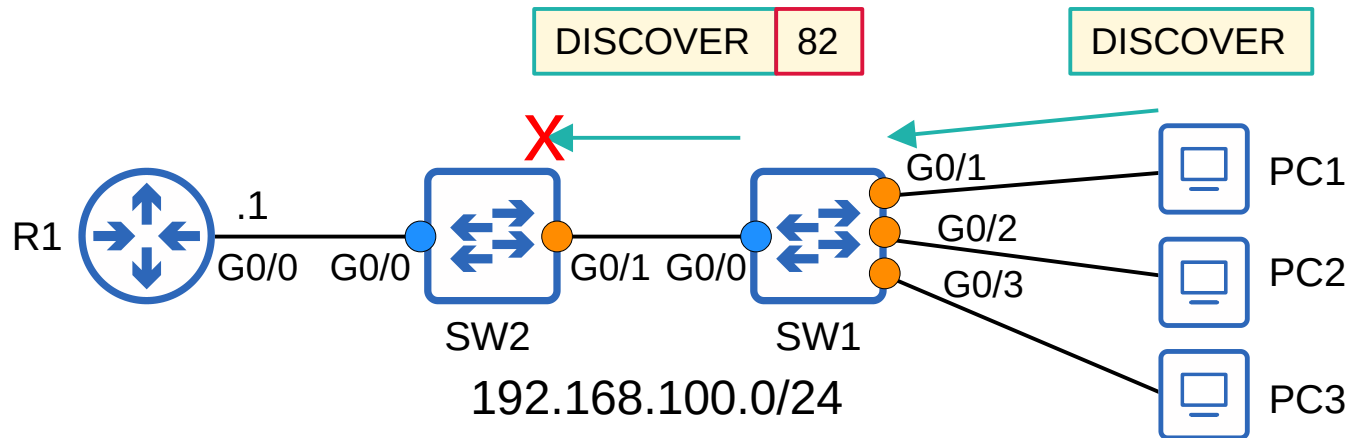 DISCOVER 82
DISCOVER
G0/1
PC1
R1
.1
G0/0
G0/0
G0/1
G0/0
G0/2
PC2
G0/3
SW2
SW1
192.168.100.0/24
PC3
X